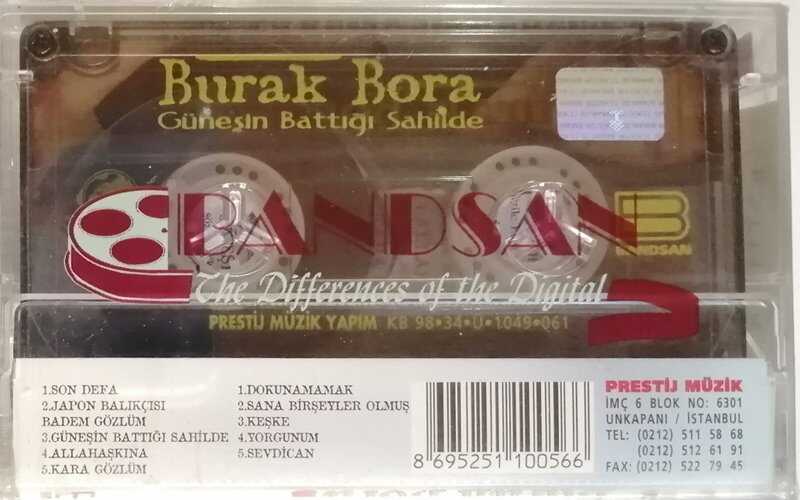 Burak Bora
Güneşin Battığı Sahilde
BANDSAN
BANDSAN
The Differences of the Digital
PRESTİJ MÜZİK YAPIM KB 98•34•U•1049•061
1.SON DEFA
2.JAPON BALIKÇISI
BADEM GÖZLÜM
3.GÜNEŞİN BATTIĞI SAHİLDE
4.ALLAHAŞKINA
5.KARA GÖZLÜM
1.DOKUNAMAMAK
2.SANA BİRŞEYLER OLMUŞ
3.KEŞKE
4.YORGUNUM
5.SEVDİCAN
8 695251 100566
PRESTİJ MÜZİK
İMÇ 6 BLOK NO: 6301
UNKAPANI / İSTANBUL
TEL: (0212) 511 58 68
(0212) 512 61 91
FAX: (0212) 522 79 45